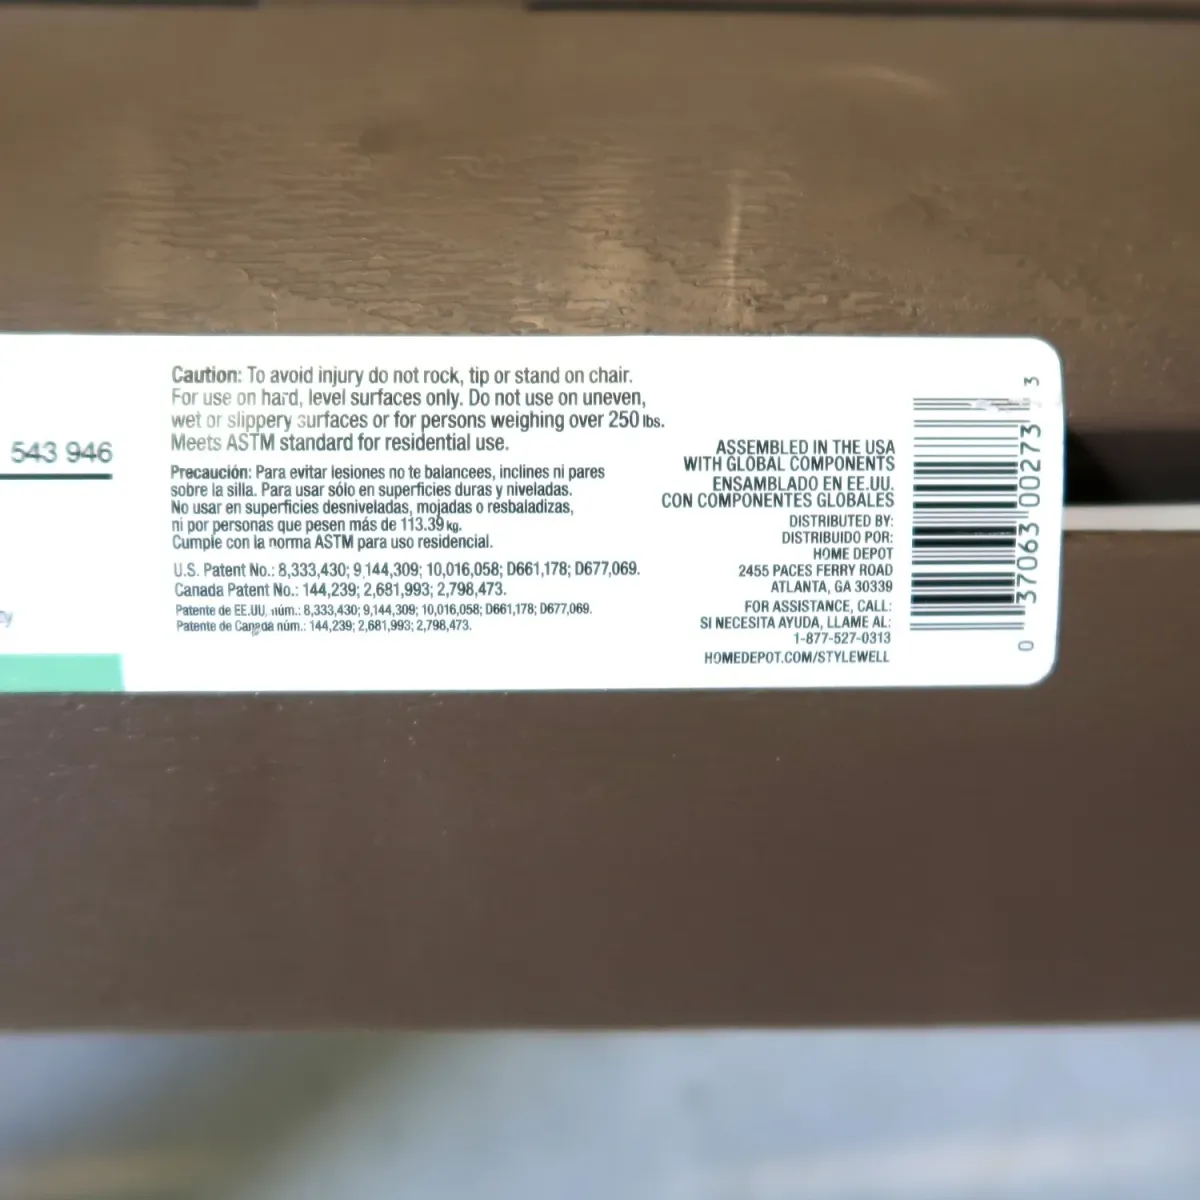 543 946
Caution: To avoid injury do not rock, tip or stand on chair.
For use on hard, level surfaces only. Do not use on uneven,
wet or slippery surfaces or for persons weighing over 250 lbs.
Meets ASTM standard for residential use.
Precaución: Para evitar lesiones no te balancees, inclines ni pares
sobre la silla. Para usar sólo en superficies duras y niveladas.
No usar en superficies desniveladas, mojadas o resbaladizas,
ni por personas que pesen más de 113.39 kg.
Cumple con la norma ASTM para uso residencial.
U.S. Patent No.: 8,333,430; 9,144,309; 10,016,058; D661,178; D677,069.
Canada Patent No.: 144,239; 2,681,993; 2,798,473.
Patente de EE.UU. núm.: 8,333,430; 9,144,309; 10,016,058; D661,178; D677,069.
Patente de Canada núm.: 144,239; 2,681,993; 2,798,473.
ASSEMBLED IN THE USA
WITH GLOBAL COMPONENTS
ENSAMBLADO EN EE.UU.
CON COMPONENTES GLOBALES
DISTRIBUTED BY:
DISTRIBUIDO POR:
HOME DEPOT
2455 PACES FERRY ROAD
ATLANTA, GA 30339
FOR ASSISTANCE, CALL:
SI NECESITA AYUDA, LLAME AL:
1-877-527-0313
HOMEDEPOT.COM/STYLEWELL
0 37063 00273 3